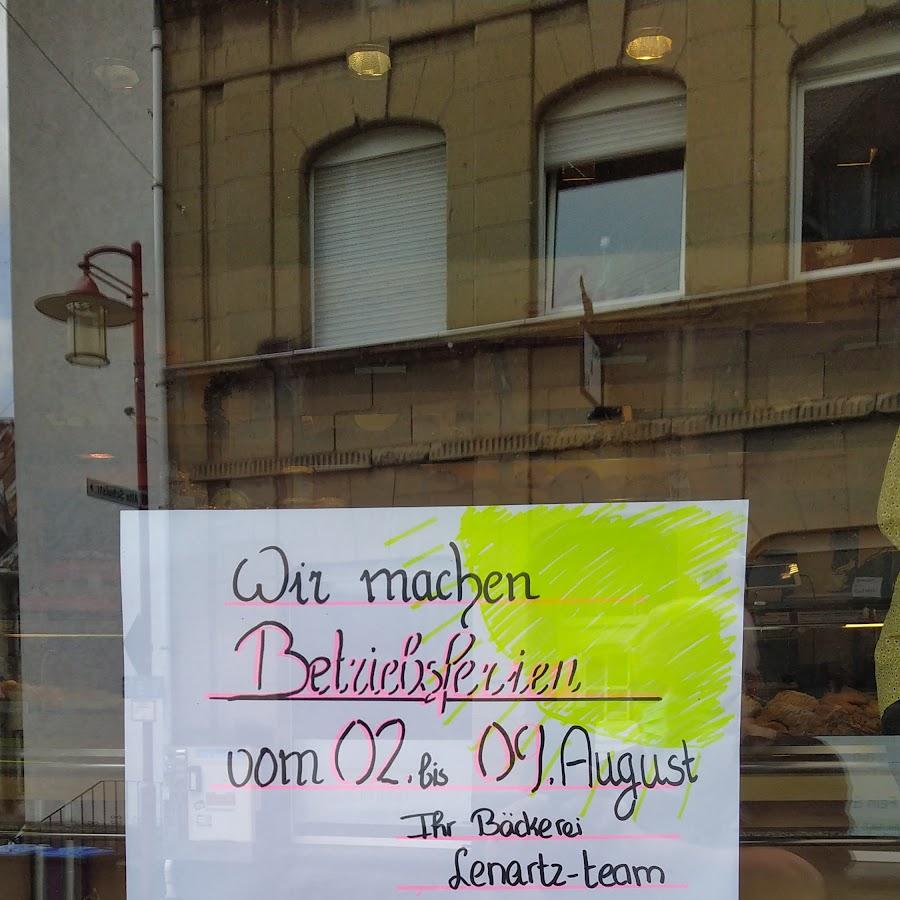 Wir machen
Betriebsferien
vom 02. bis 09. August
Ihr Bäckerei
Lenartz-team